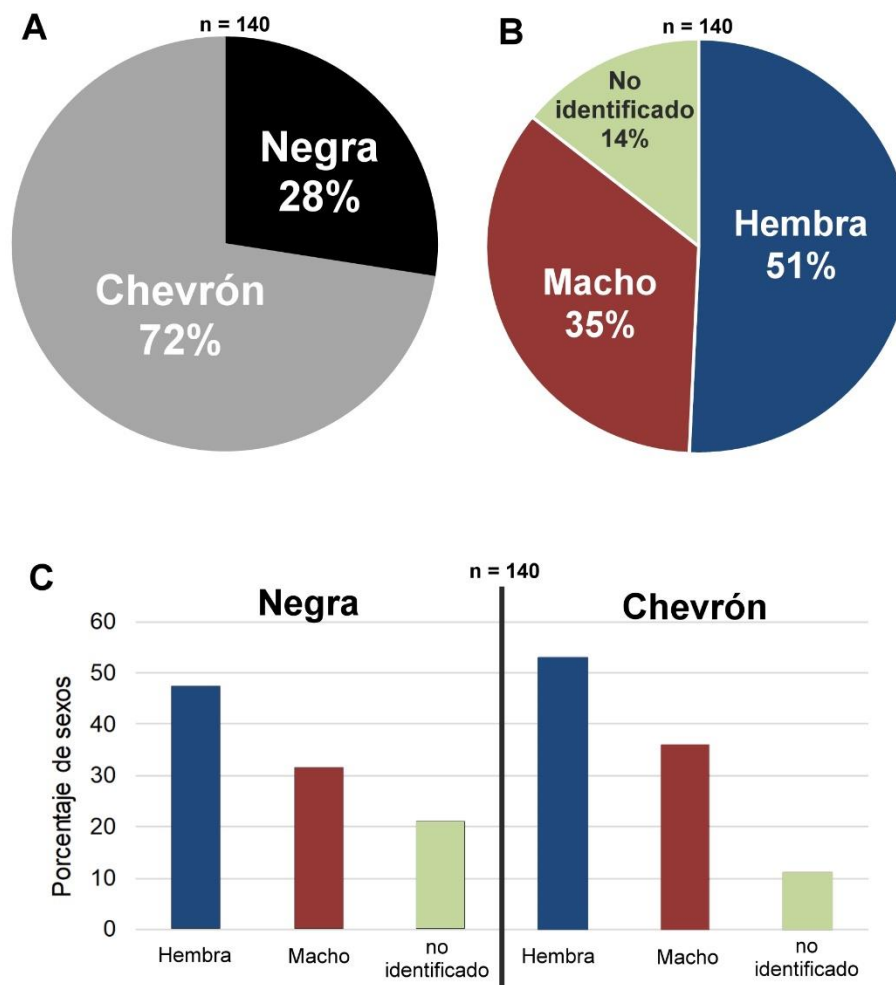 A
n = 140
Negra
28%
Chevrón
72%
B
n = 140
No
identificado
14%
Hembra
51%
Macho
35%
C
n = 140
Negra
Chevrón
Porcentaje de sexos
60
50
40
30
20
10
0
Hembra
Macho
no
identificado
Hembra
Macho
no
identificado